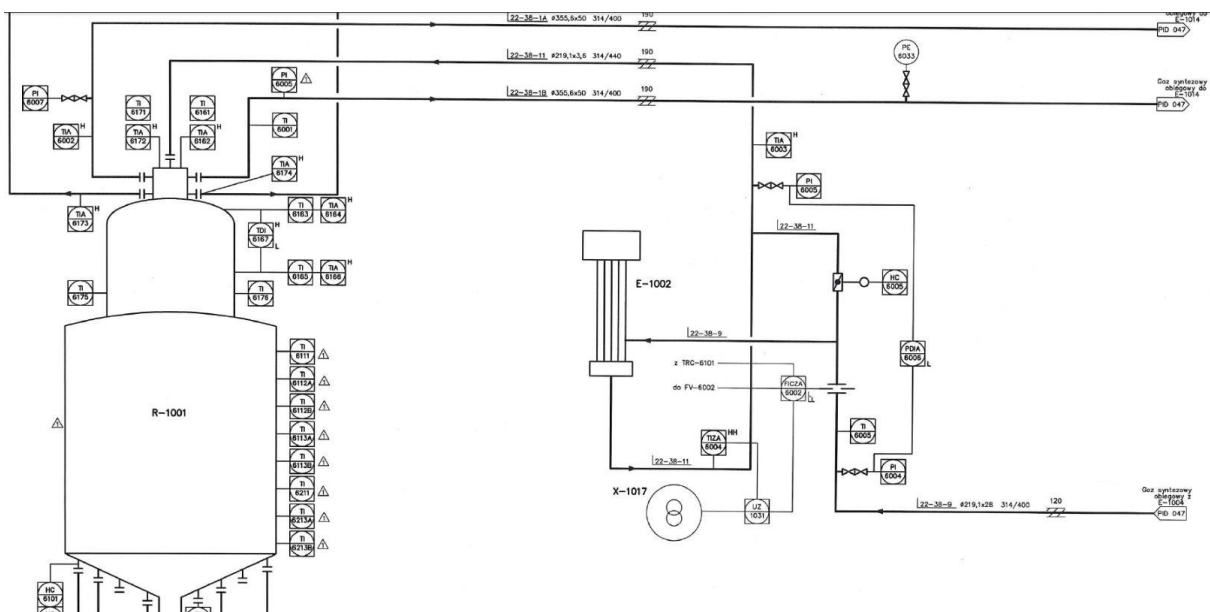 obiegowy do
E-1014
22-38-1A ø355,6x50 314/400
190
PID 047
22-38-11 ø219,1x3,6 314/440
190
PE
6033
PI
6005
Gaz syntezowy
obiegowy do
E-1014
PI
6007
22-38-1B ø355,6x50 314/400
190
PID 047
TI
6171
TI
6161
TIA
6002
H
TIA
6172
H
TIA
6162
H
TI
6001
TIA
6003
H
TIA
6174
H
PI
6005
TIA
6173
H
TI
6163
TIA
6164
H
TDI
6167
H
L
22-38-11
TI
6165
TIA
6166
H
E-1002
HC
6005
TI
6175
TI
6176
22-38-9
TI
6111
PDIA
6006
L
z TRC-6101
TI
6112A
do FV-6002
FICZA
6002
TI
6112B
R-1001
TI
6113A
TIZA
6004
HH
TI
6005
TI
6113B
22-38-11
PI
6004
TI
6211
X-1017
Gaz syntezowy
obiegowy z
E-1004
TI
6213A
UZ
1031
22-38-9 ø219,1x28 314/400
120
PID 047
TI
6213B
HC
6101